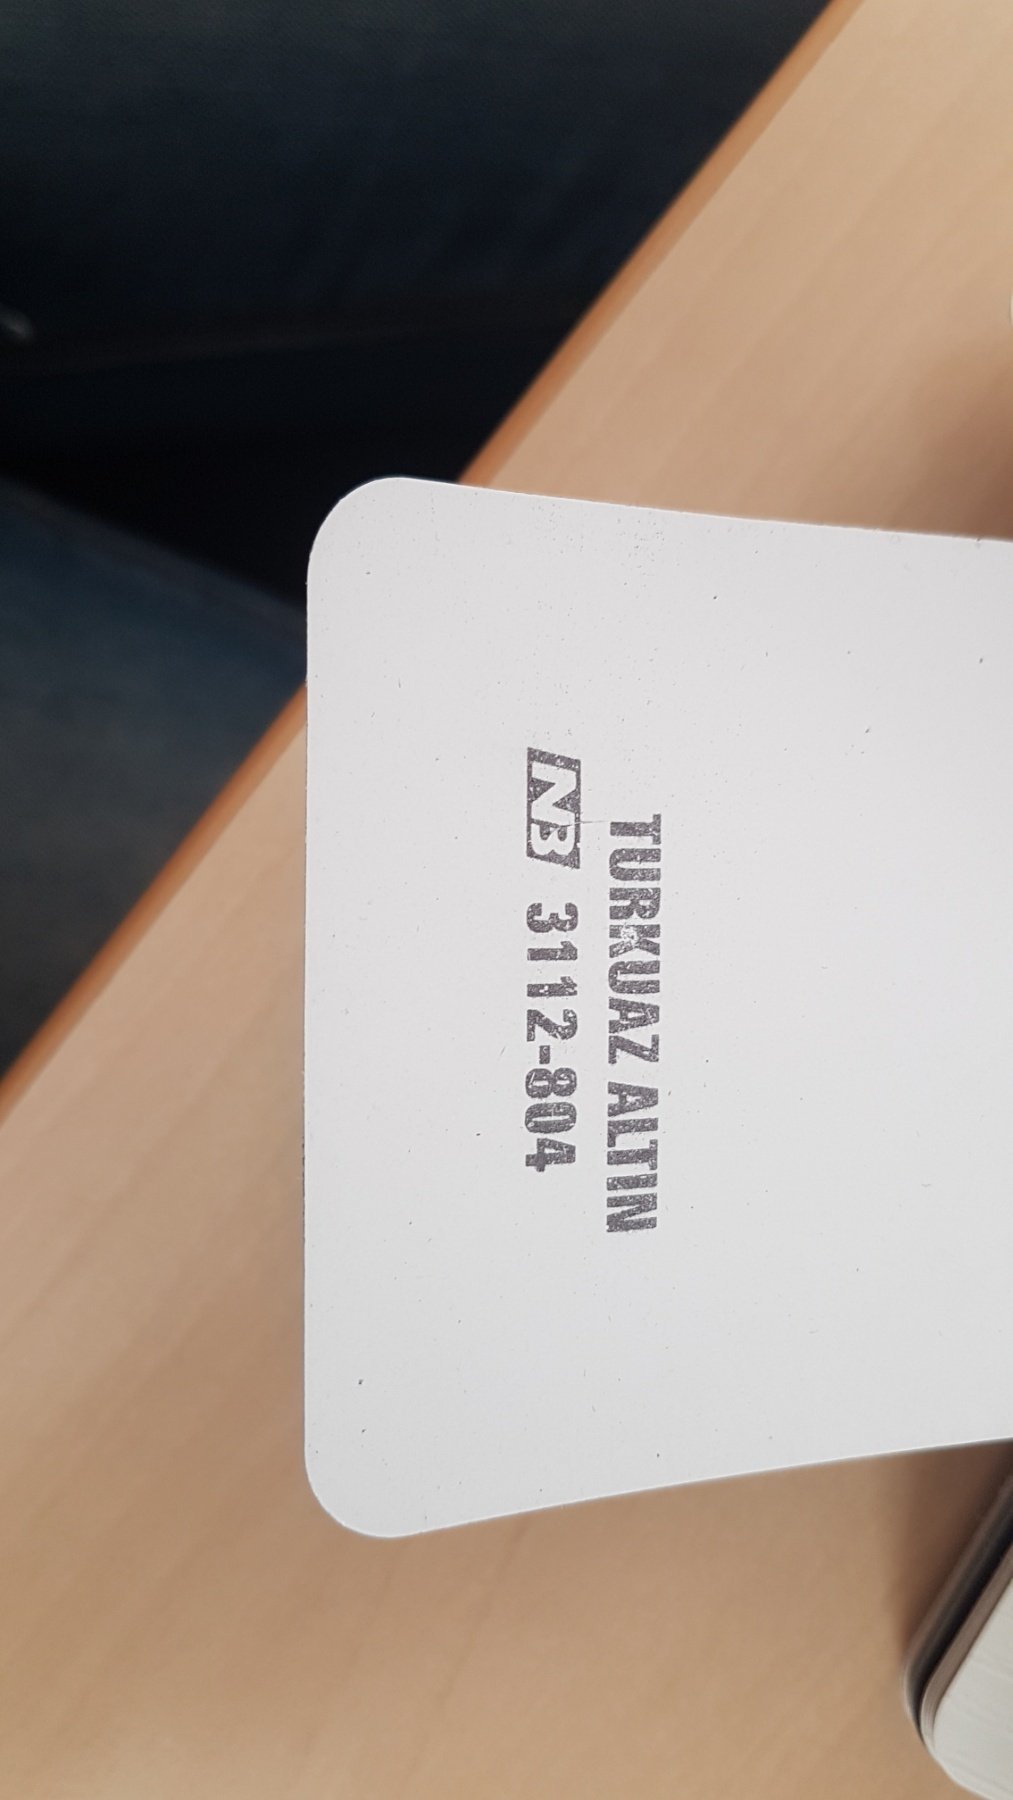 TURKUAZ ALTIN
NB 3112-804